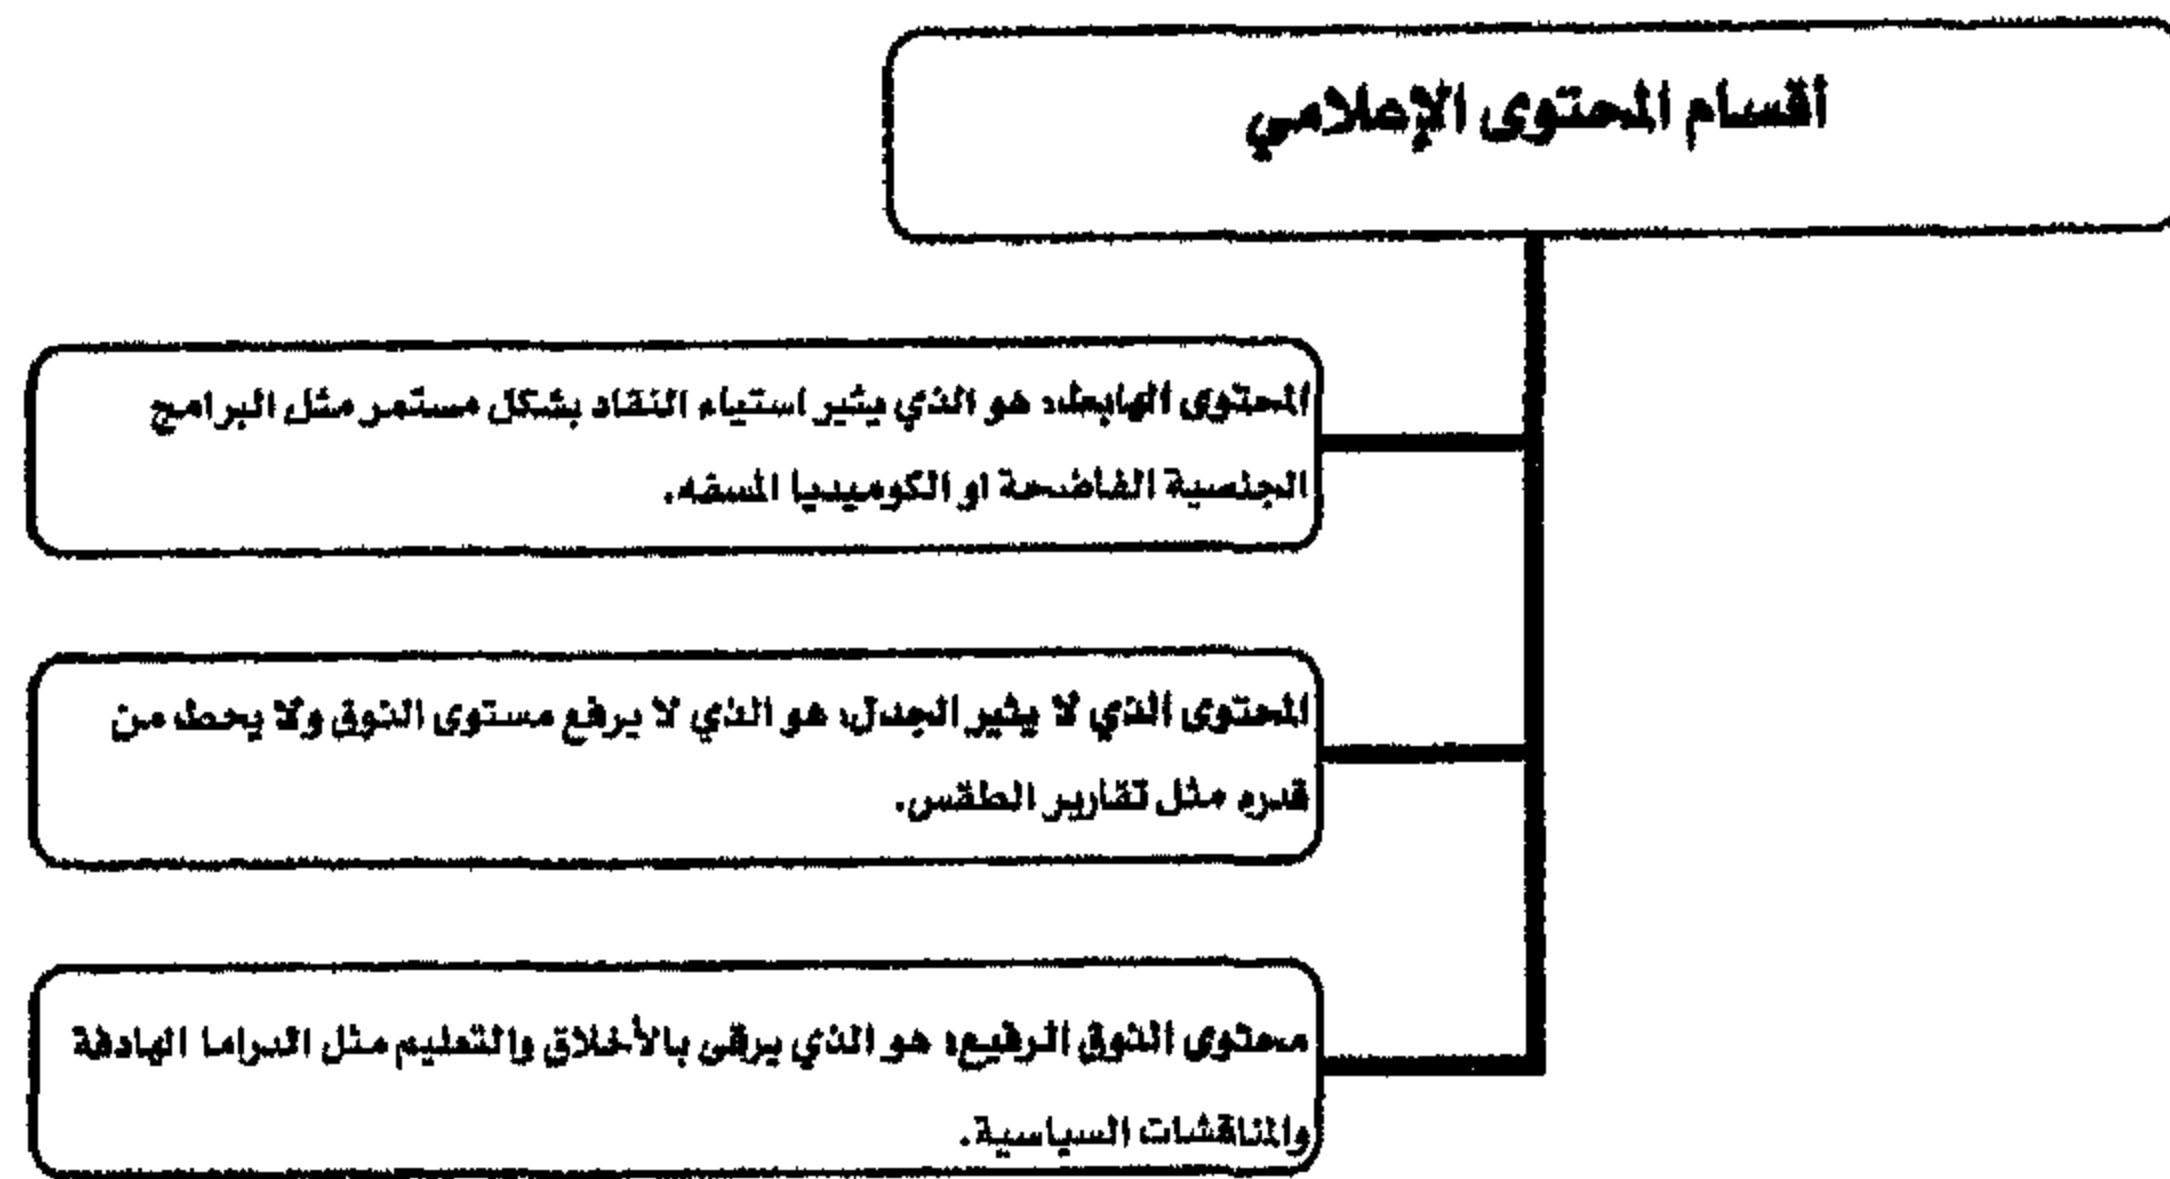 أقسام المحتوى الإعلامي
المحتوى الهابط: هو الذي يثير استياء النقاد بشكل مستمر مثل البرامج
الجنسية الفاضحة او الكوميديا المسفه.
المحتوى الذي لا يثير الجدل: هو الذي لا يرفع مستوى الذوق ولا يحط من
قدره مثل تقارير الطقس.
محتوى الذوق الرفيع: هو الذي يرقى بالأخلاق والتعليم مثل الدراما الهادفة
والمناقشات السياسية.